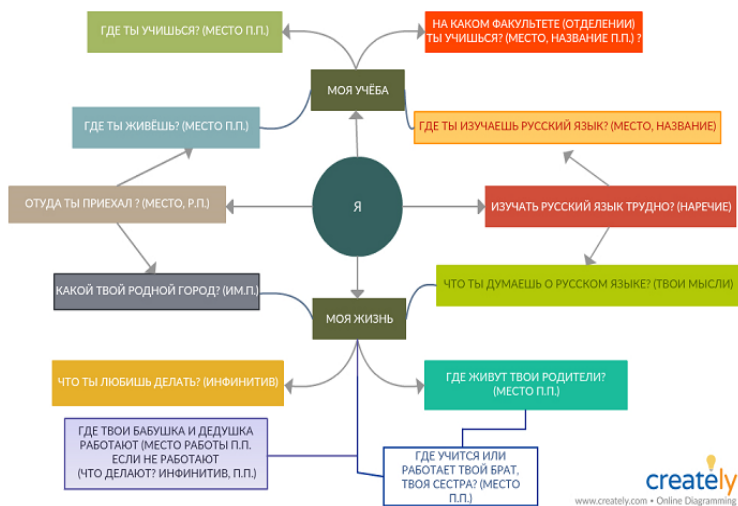 ГДЕ ТЫ УЧИШЬСЯ? (МЕСТО П.П.)
НА КАКОМ ФАКУЛЬТЕТЕ (ОТДЕЛЕНИИ)
ТЫ УЧИШЬСЯ? (МЕСТО, НАЗВАНИЕ П.П.) ?
МОЯ УЧЁБА
ГДЕ ТЫ ЖИВЁШЬ? (МЕСТО П.П.)
ГДЕ ТЫ ИЗУЧАЕШЬ РУССКИЙ ЯЗЫК? (МЕСТО, НАЗВАНИЕ)
ОТУДА ТЫ ПРИЕХАЛ ? (МЕСТО, Р.П.)
Я
ИЗУЧАТЬ РУССКИЙ ЯЗЫК ТРУДНО? (НАРЕЧИЕ)
КАКОЙ ТВОЙ РОДНОЙ ГОРОД? (ИМ.П.)
ЧТО ТЫ ДУМАЕШЬ О РУССКОМ ЯЗЫКЕ? (ТВОИ МЫСЛИ)
МОЯ ЖИЗНЬ
ЧТО ТЫ ЛЮБИШЬ ДЕЛАТЬ? (ИНФИНИТИВ)
ГДЕ ЖИВУТ ТВОИ РОДИТЕЛИ?
(МЕСТО П.П.)
ГДЕ ТВОИ БАБУШКА И ДЕДУШКА
РАБОТАЮТ (МЕСТО РАБОТЫ П.П.
ЕСЛИ НЕ РАБОТАЮТ
(ЧТО ДЕЛАЮТ? ИНФИНИТИВ, П.П.)
ГДЕ УЧИТСЯ ИЛИ
РАБОТАЕТ ТВОЙ БРАТ,
ТВОЯ СЕСТРА? (МЕСТО
П.П.)
creately
www.creately.com • Online Diagramming